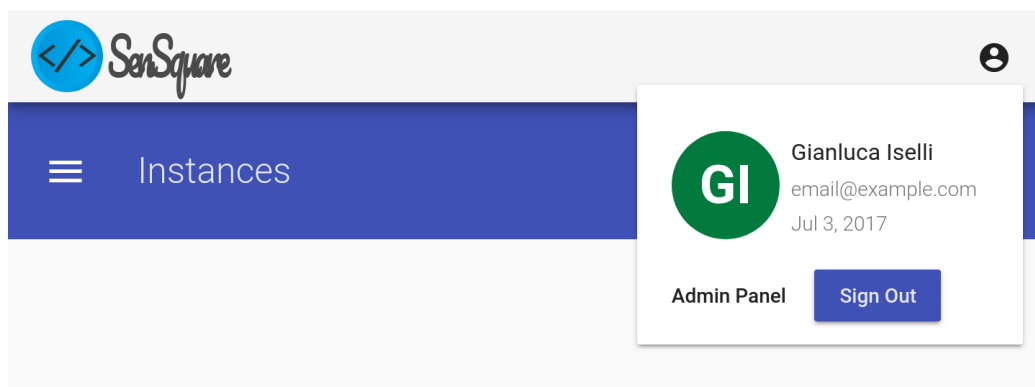 </> SenSquare
Instances
GI
Gianluca Iselli
email@example.com
Jul 3, 2017
Admin Panel
Sign Out